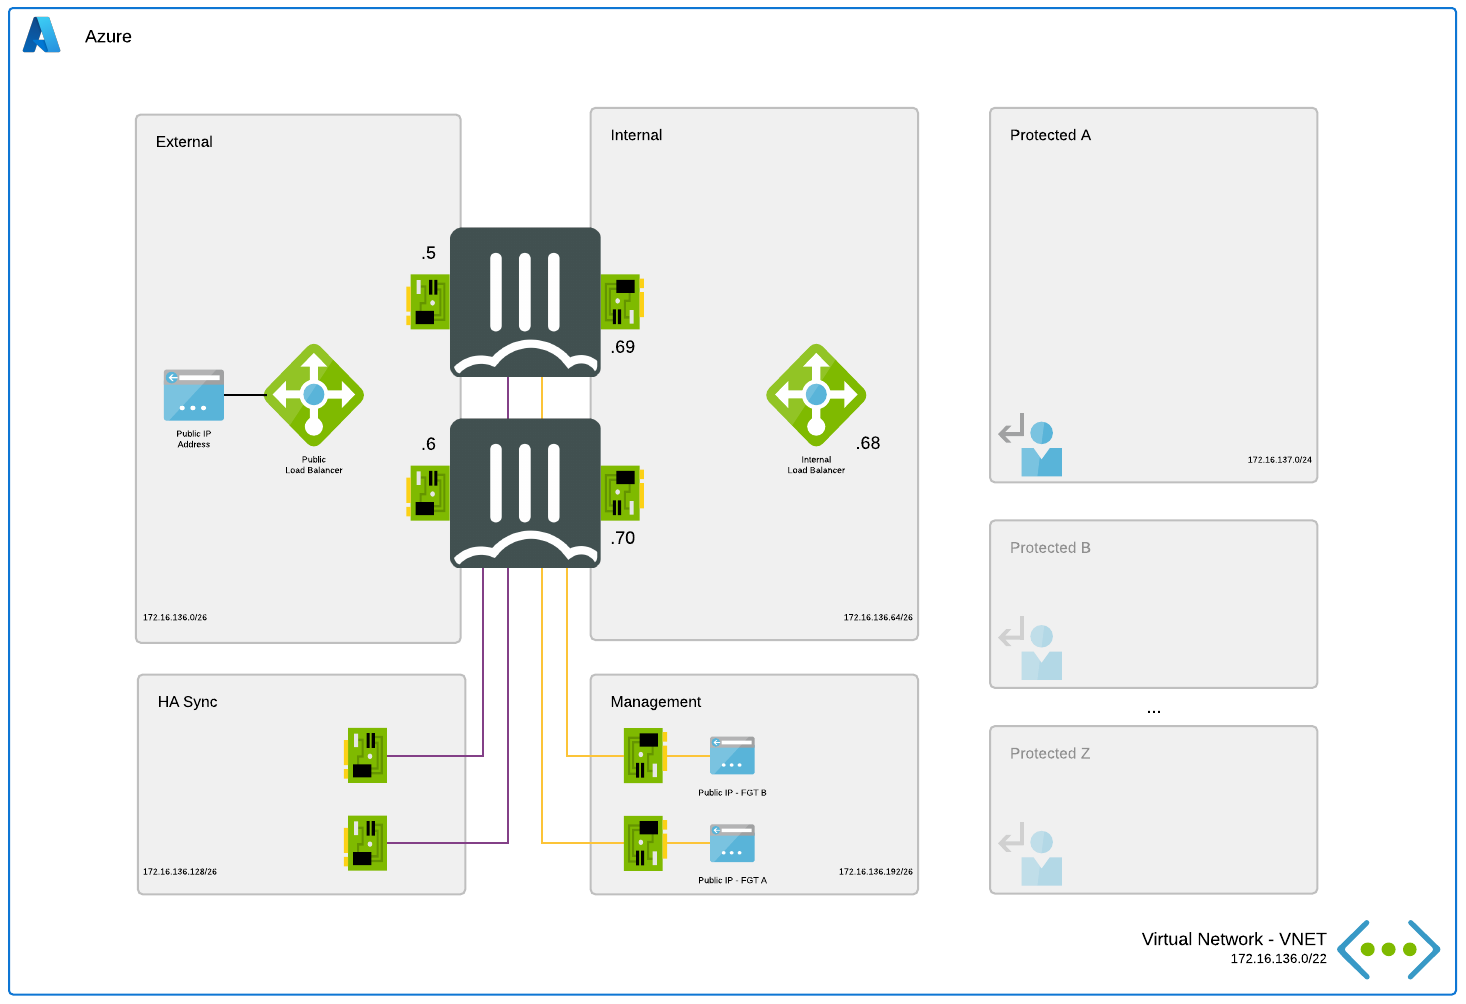 Azure
External
.5
.6
Public IP
Address
Public
Load Balancer
172.16.136.0/26
Internal
.69
.70
.68
Internal
Load Balancer
172.16.136.64/26
Protected A
172.16.137.0/24
Protected B
...
Protected Z
HA Sync
172.16.136.128/26
Management
Public IP - FGT B
Public IP - FGT A
172.16.136.192/26
Virtual Network - VNET
172.16.136.0/22